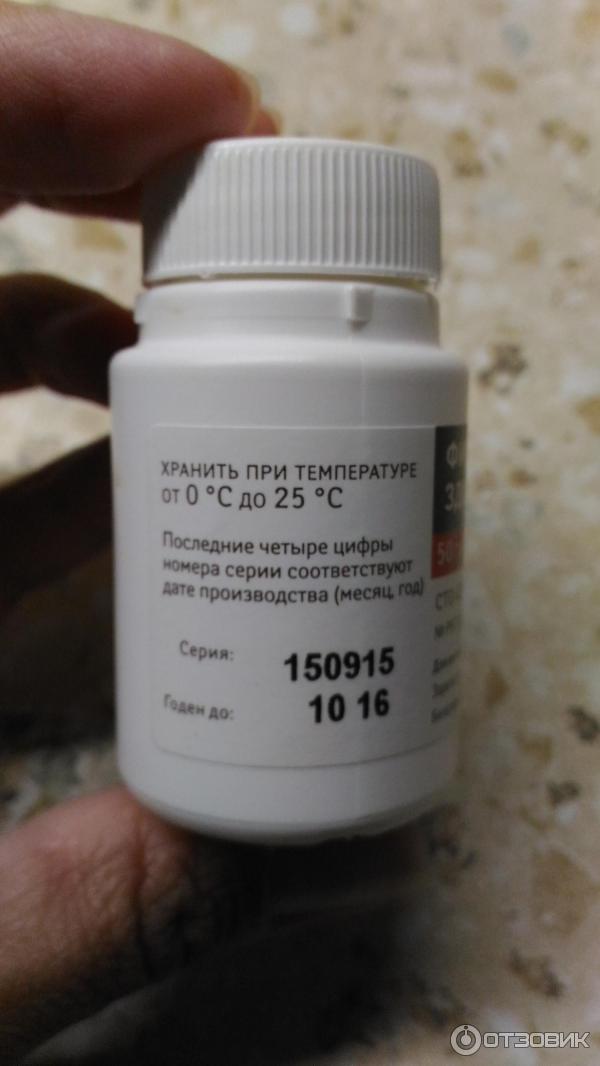 ХРАНИТЬ ПРИ ТЕМПЕРАТУРЕ
от 0 °С до 25 °С
Последние четыре цифры
номера серии соответствуют
дате производства (месяц, год)
Серия: 150915
Годен до: 10 16
ОТЗОВИК